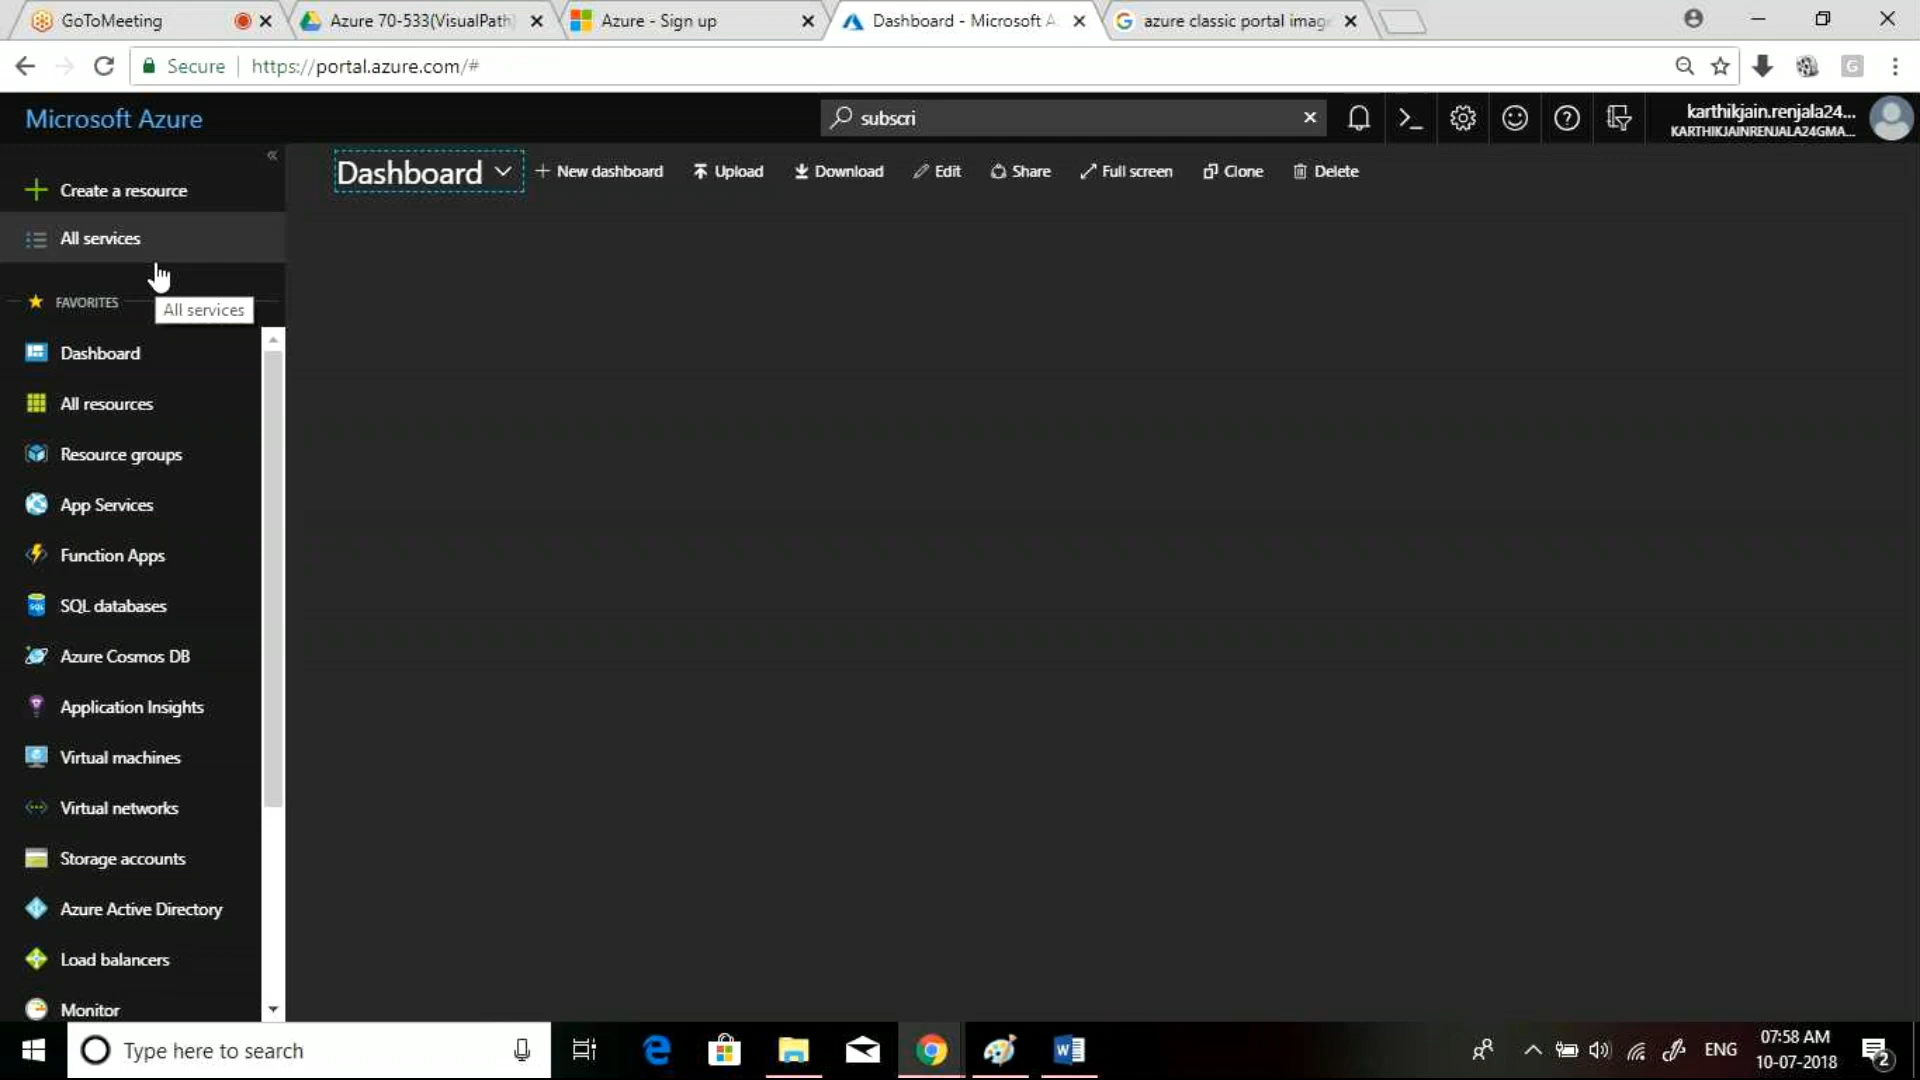 GoToMeeting
Azure 70-533(VisualPath)
Azure - Sign up
Dashboard - Microsoft A
azure classic portal imag
Secure
https://portal.azure.com/#
G
Microsoft Azure
subscri
karthikjain.renjala24...
KARTHIKJAINRENJALA24GMA...
Create a resource
All services
FAVORITES
All services
Dashboard
New dashboard
Upload
Download
Edit
Share
Full screen
Clone
Delete
Dashboard
All resources
Resource groups
App Services
Function Apps
SQL databases
Azure Cosmos DB
Application Insights
Virtual machines
Virtual networks
Storage accounts
Azure Active Directory
Load balancers
Monitor
Type here to search
ENG
07:58 AM
10-07-2018
2